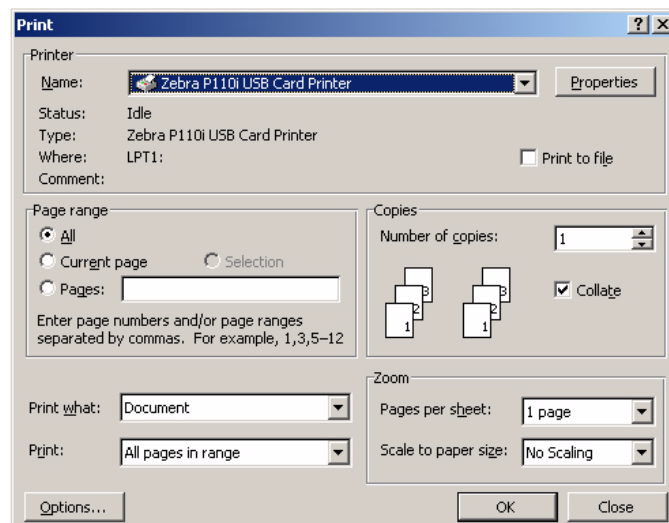 Print
Printer
Name: Zebra P110i USB Card Printer Properties
Status: Idle
Type: Zebra P110i USB Card Printer
Where: LPT1: Print to file
Comment:
Page range
All
Current page Selection
Pages:
Enter page numbers and/or page ranges
separated by commas. For example, 1,3,5–12
Copies
Number of copies: 1
3 3
2 2
1 1
Collate
Print what: Document
Print: All pages in range
Zoom
Pages per sheet: 1 page
Scale to paper size: No Scaling
Options... OK Close